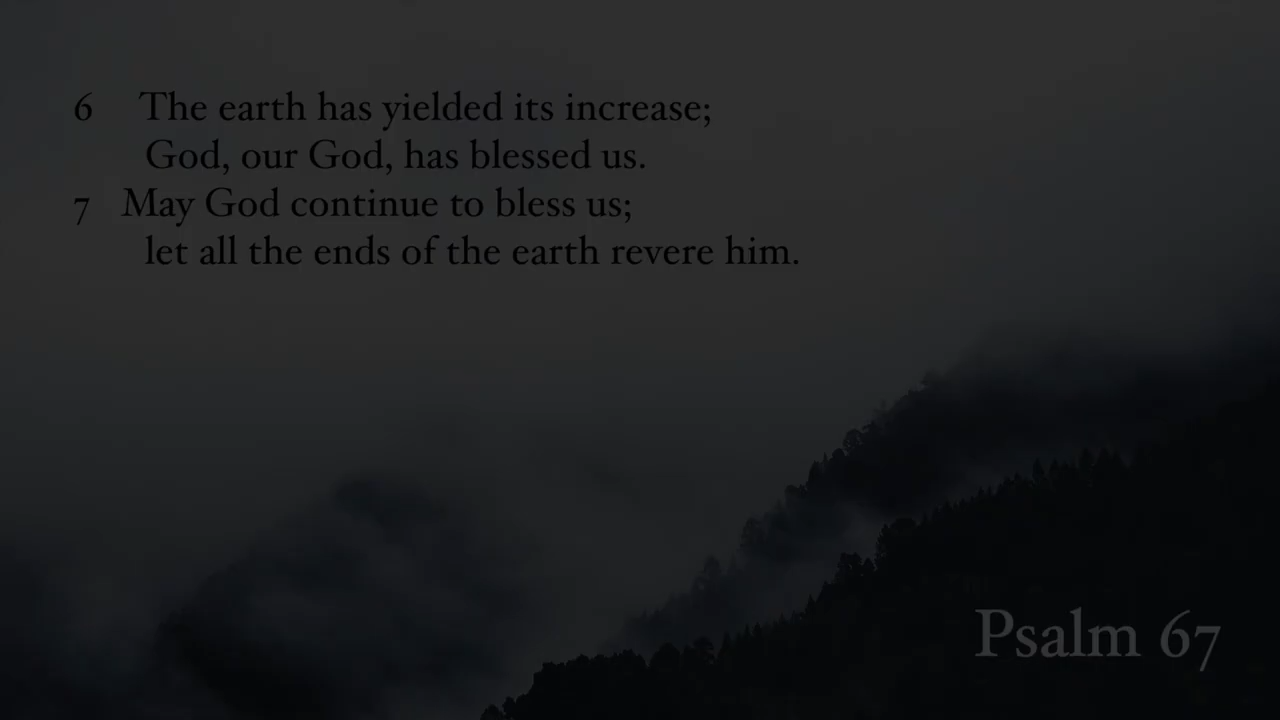 6 The earth has yielded its increase;
God, our God, has blessed us.
7 May God continue to bless us;
let all the ends of the earth revere him.
Psalm 67